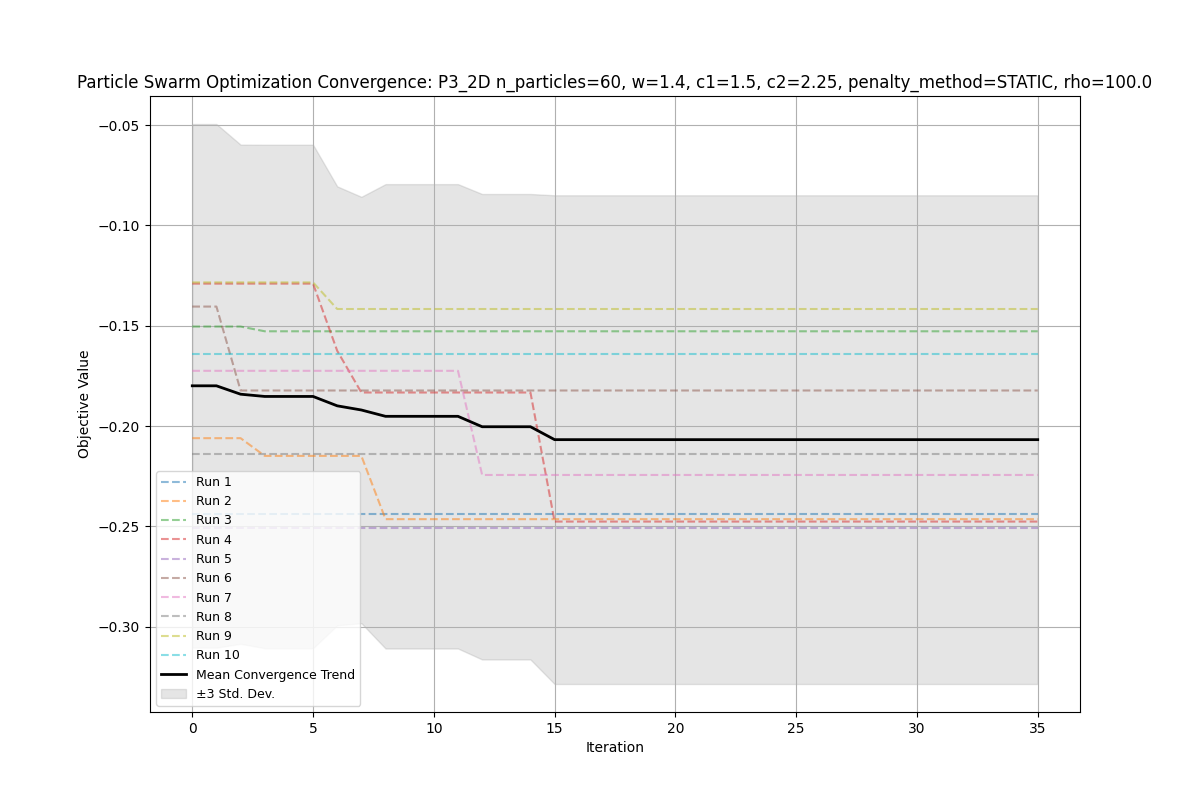 Particle Swarm Optimization Convergence: P3_2D n_particles=60, w=1.4, c1=1.5, c2=2.25, penalty_method=STATIC, rho=100.0
Objective Value
−0.05
−0.10
−0.15
−0.20
−0.25
−0.30
Run 1
Run 2
Run 3
Run 4
Run 5
Run 6
Run 7
Run 8
Run 9
Run 10
Mean Convergence Trend
±3 Std. Dev.
0 5 10 15 20 25 30 35
Iteration